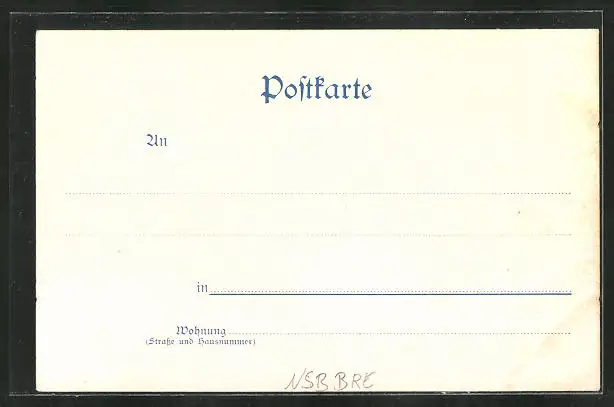 Poſtkarte
An
in
Wohnung
(Straße und Hausnummer)
NSB BRE